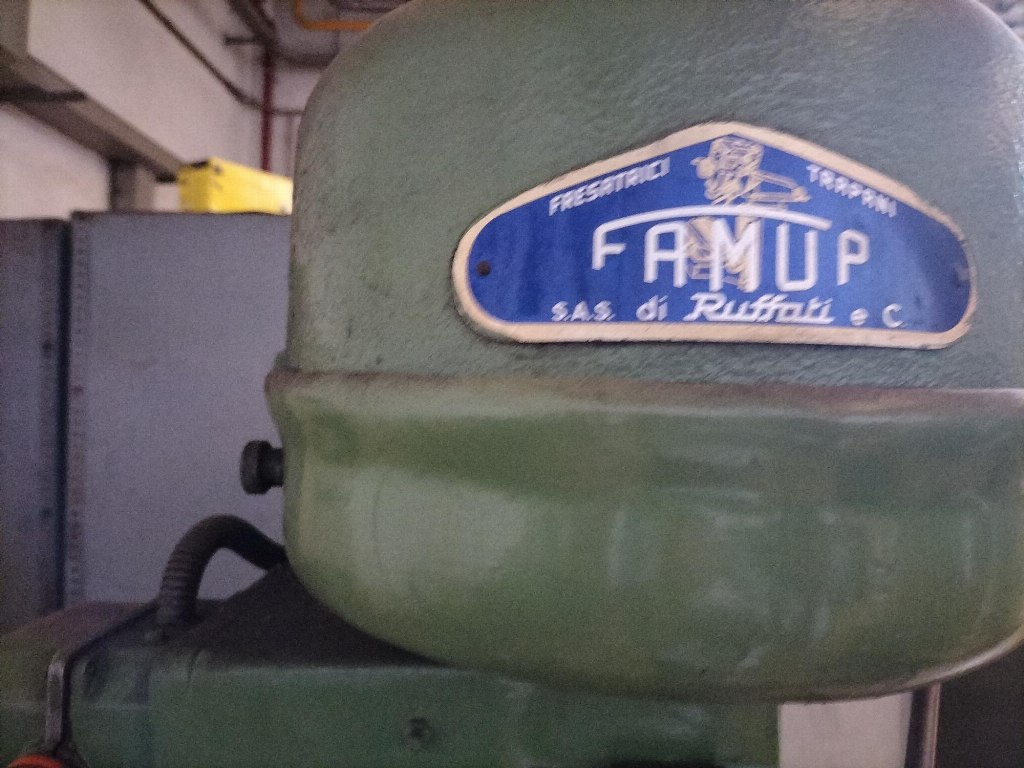 FRESATRICI TRAPANI
FAMUP
S.A.S. di Ruffati e C.